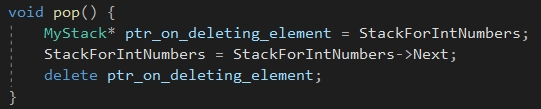 void pop() {
    MyStack* ptr_on_deleting_element = StackForIntNumbers;
    StackForIntNumbers = StackForIntNumbers->Next;
    delete ptr_on_deleting_element;
}